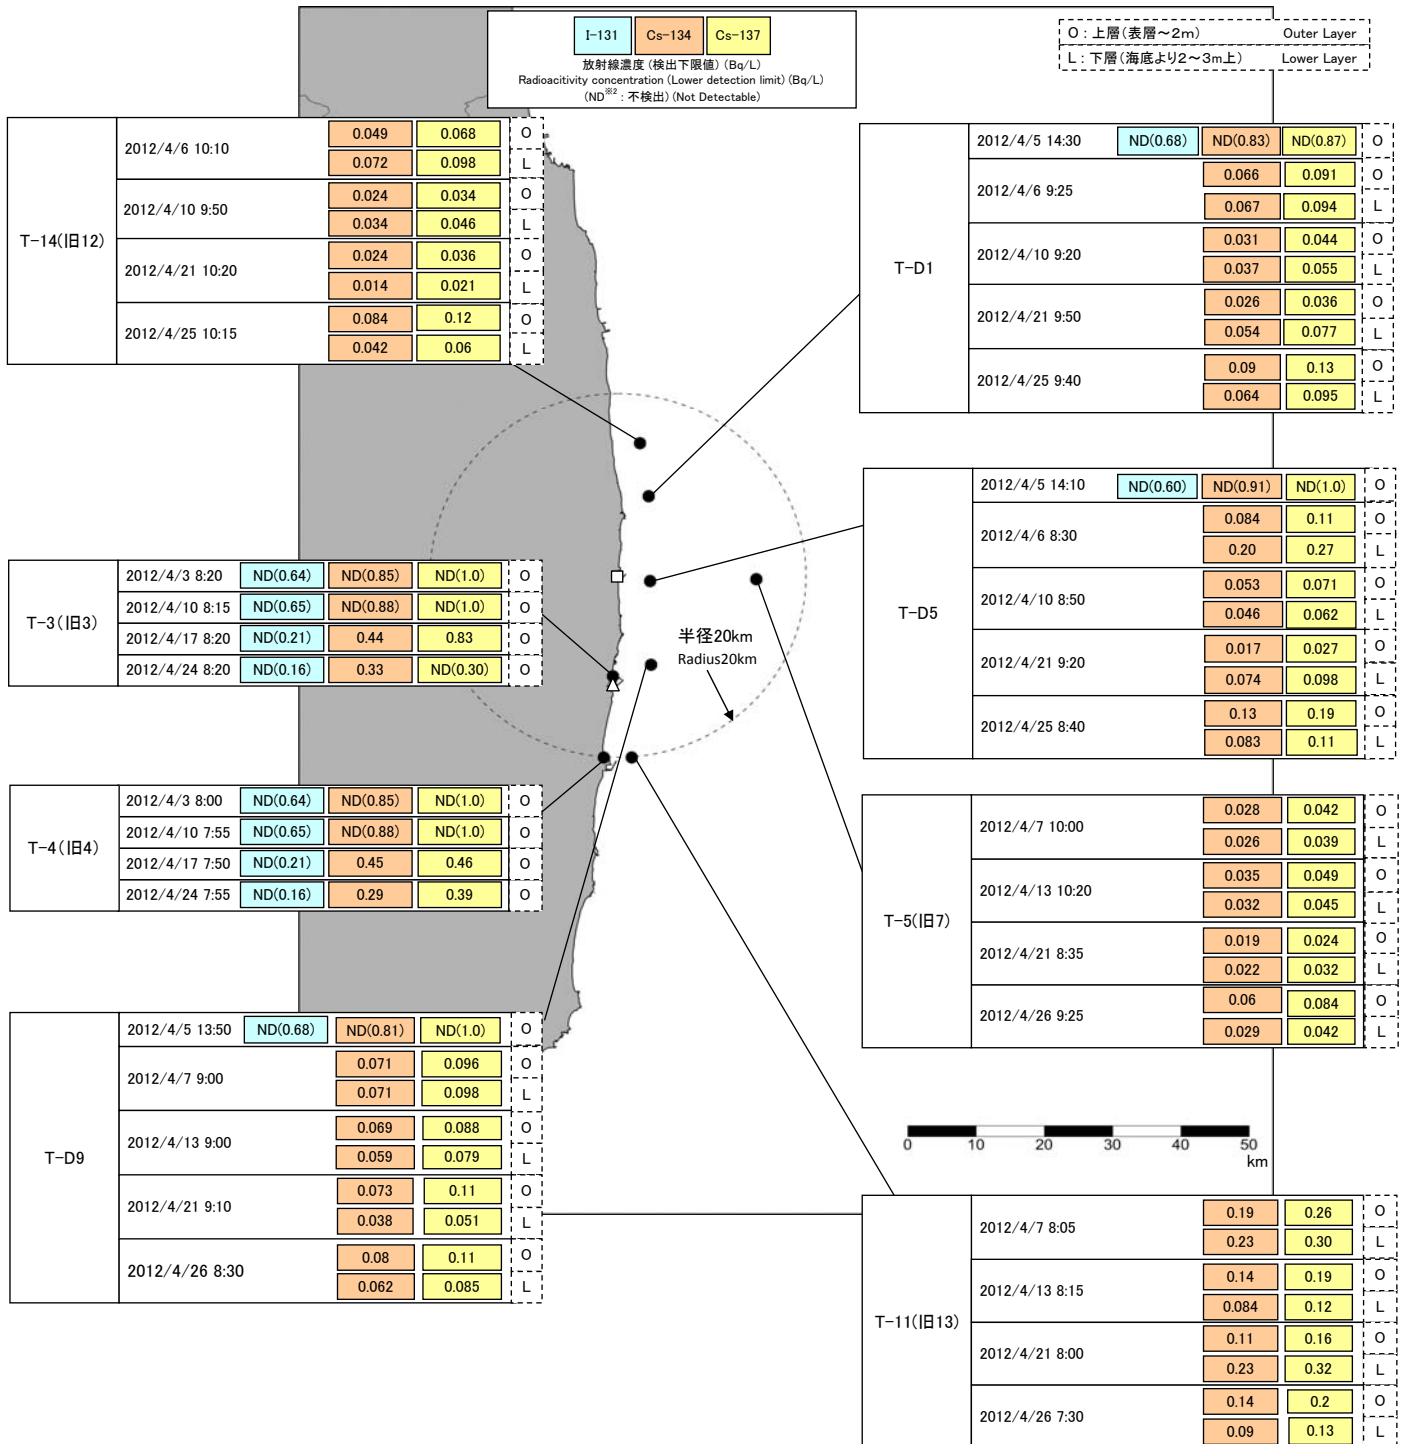 I-131 Cs-134 Cs-137
放射線濃度 (検出下限値) (Bq/L)
Radioacitivity concentration (Lower detection limit) (Bq/L)
(ND※2 : 不検出) (Not Detectable)
O : 上層(表層～2m) Outer Layer
L : 下層(海底より2～3m上) Lower Layer
T-14(旧12)
2012/4/6 10:10 0.049 0.068 O
0.072 0.098 L
2012/4/10 9:50 0.024 0.034 O
0.034 0.046 L
2012/4/21 10:20 0.024 0.036 O
0.014 0.021 L
2012/4/25 10:15 0.084 0.12 O
0.042 0.06 L
T-D1
2012/4/5 14:30 ND(0.68) ND(0.83) ND(0.87) O
2012/4/6 9:25 0.066 0.091 O
0.067 0.094 L
2012/4/10 9:20 0.031 0.044 O
0.037 0.055 L
2012/4/21 9:50 0.026 0.036 O
0.054 0.077 L
2012/4/25 9:40 0.09 0.13 O
0.064 0.095 L
T-D5
2012/4/5 14:10 ND(0.60) ND(0.91) ND(1.0) O
2012/4/6 8:30 0.084 0.11 O
0.20 0.27 L
2012/4/10 8:50 0.053 0.071 O
0.046 0.062 L
2012/4/21 9:20 0.017 0.027 O
0.074 0.098 L
2012/4/25 8:40 0.13 0.19 O
0.083 0.11 L
T-3(旧3)
2012/4/3 8:20 ND(0.64) ND(0.85) ND(1.0) O
2012/4/10 8:15 ND(0.65) ND(0.88) ND(1.0) O
2012/4/17 8:20 ND(0.21) 0.44 0.83 O
2012/4/24 8:20 ND(0.16) 0.33 ND(0.30) O
半径20km
Radius20km
T-4(旧4)
2012/4/3 8:00 ND(0.64) ND(0.85) ND(1.0) O
2012/4/10 7:55 ND(0.65) ND(0.88) ND(1.0) O
2012/4/17 7:50 ND(0.21) 0.45 0.46 O
2012/4/24 7:55 ND(0.16) 0.29 0.39 O
T-5(旧7)
2012/4/7 10:00 0.028 0.042 O
0.026 0.039 L
2012/4/13 10:20 0.035 0.049 O
0.032 0.045 L
2012/4/21 8:35 0.019 0.024 O
0.022 0.032 L
2012/4/26 9:25 0.06 0.084 O
0.029 0.042 L
T-D9
2012/4/5 13:50 ND(0.68) ND(0.81) ND(1.0) O
2012/4/7 9:00 0.071 0.096 O
0.071 0.098 L
2012/4/13 9:00 0.069 0.088 O
0.059 0.079 L
2012/4/21 9:10 0.073 0.11 O
0.038 0.051 L
2012/4/26 8:30 0.08 0.11 O
0.062 0.085 L
0 10 20 30 40 50
km
T-11(旧13)
2012/4/7 8:05 0.19 0.26 O
0.23 0.30 L
2012/4/13 8:15 0.14 0.19 O
0.084 0.12 L
2012/4/21 8:00 0.11 0.16 O
0.23 0.32 L
2012/4/26 7:30 0.14 0.2 O
0.09 0.13 L